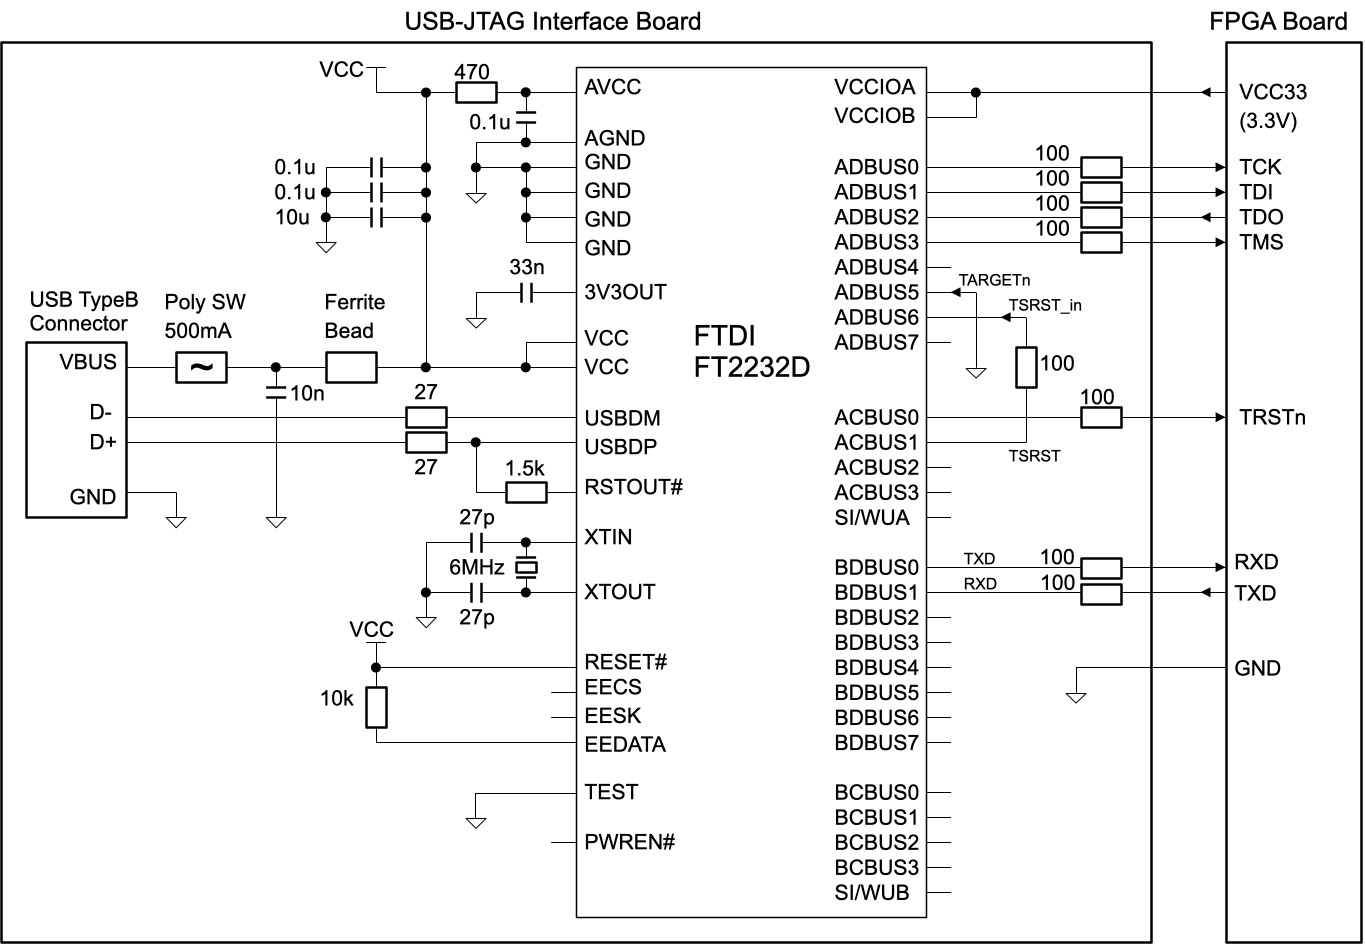 USB-JTAG Interface Board
FPGA Board
VCC
470
0.1u
0.1u
0.1u
10u
33n
USB TypeB
Connector
VBUS
D-
D+
GND
Poly SW
500mA
~
Ferrite
Bead
10n
27
27
1.5k
27p
6MHz
27p
VCC
10k
AVCC
AGND
GND
GND
GND
GND
3V3OUT
VCC
VCC
USBDM
USBDP
RSTOUT#
XTIN
XTOUT
RESET#
EECS
EESK
EEDATA
TEST
PWREN#
FTDI
FT2232D
VCCIOA
VCCIOB
ADBUS0
ADBUS1
ADBUS2
ADBUS3
ADBUS4
ADBUS5
ADBUS6
ADBUS7
ACBUS0
ACBUS1
ACBUS2
ACBUS3
SI/WUA
BDBUS0
BDBUS1
BDBUS2
BDBUS3
BDBUS4
BDBUS5
BDBUS6
BDBUS7
BCBUS0
BCBUS1
BCBUS2
BCBUS3
SI/WUB
100
100
100
100
TARGETn
TSRST_in
100
100
TSRST
TXD
100
RXD
100
VCC33
(3.3V)
TCK
TDI
TDO
TMS
TRSTn
RXD
TXD
GND